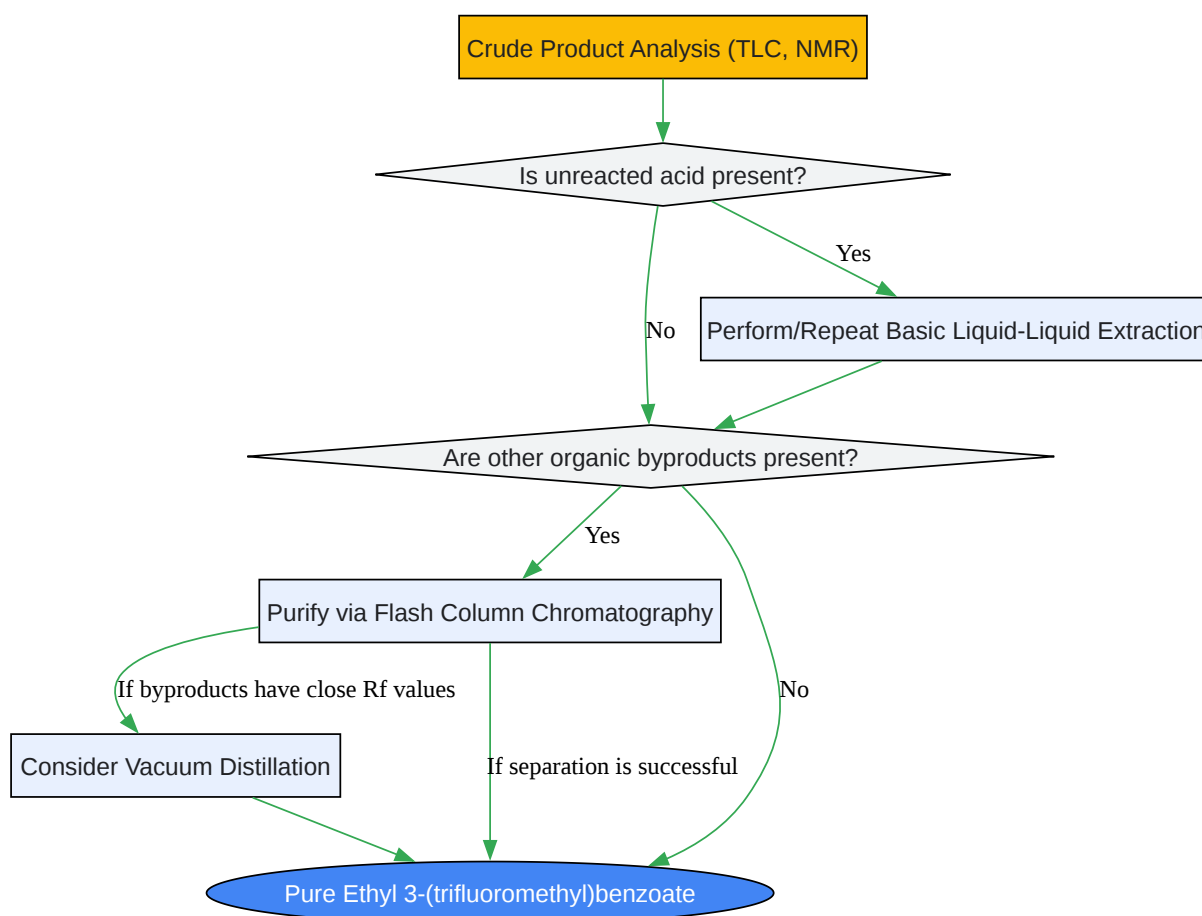 Crude Product Analysis (TLC, NMR)
Is unreacted acid present?
Yes
No
Perform/Repeat Basic Liquid-Liquid Extraction
Are other organic byproducts present?
Yes
Purify via Flash Column Chromatography
If byproducts have close Rf values
No
Consider Vacuum Distillation
If separation is successful
Pure Ethyl 3-(trifluoromethyl)benzoate